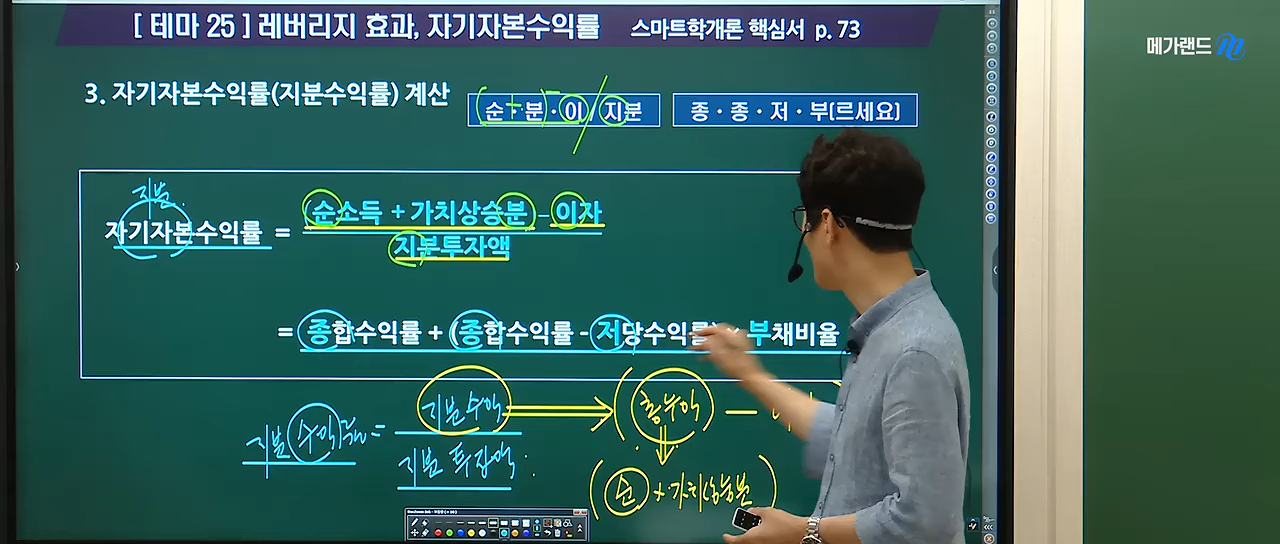 [ 테마 25 ] 레버리지 효과, 자기자본수익률 스마트학개론 핵심서 p. 73
메가랜드
3. 자기자본수익률(지분수익률) 계산
(순+분-이/지분
종·종·저·부(르세요)
지분
자기자본수익률 = 순소득 + 가치상승분 - 이자
지분투자액
= 종합수익률 + (종합수익률 - 저당수익률) 부채비율
지분수익률 = 지분수익
지분투자액
(총수익 —
(순+가치상승분)